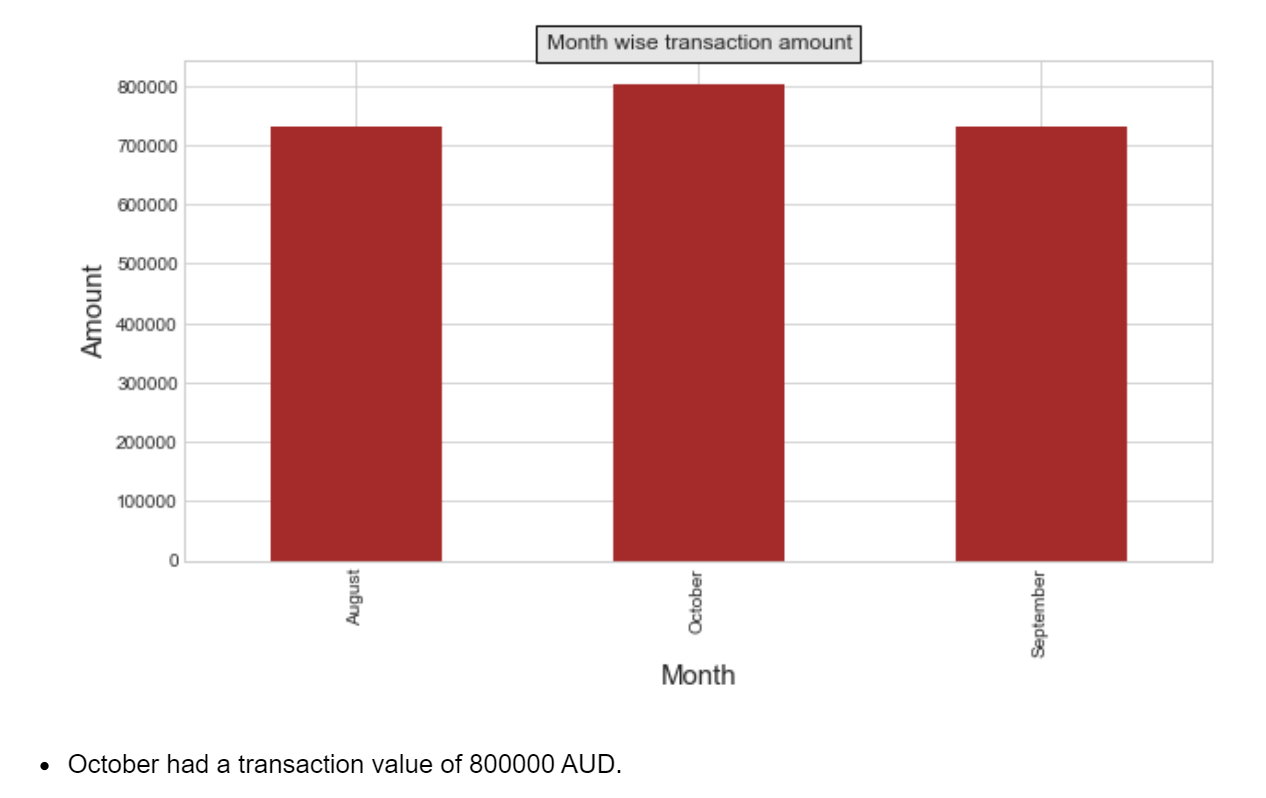 Month wise transaction amount
800000
700000
600000
500000
400000
300000
200000
100000
0
Amount
August
October
September
Month
• October had a transaction value of 800000 AUD.